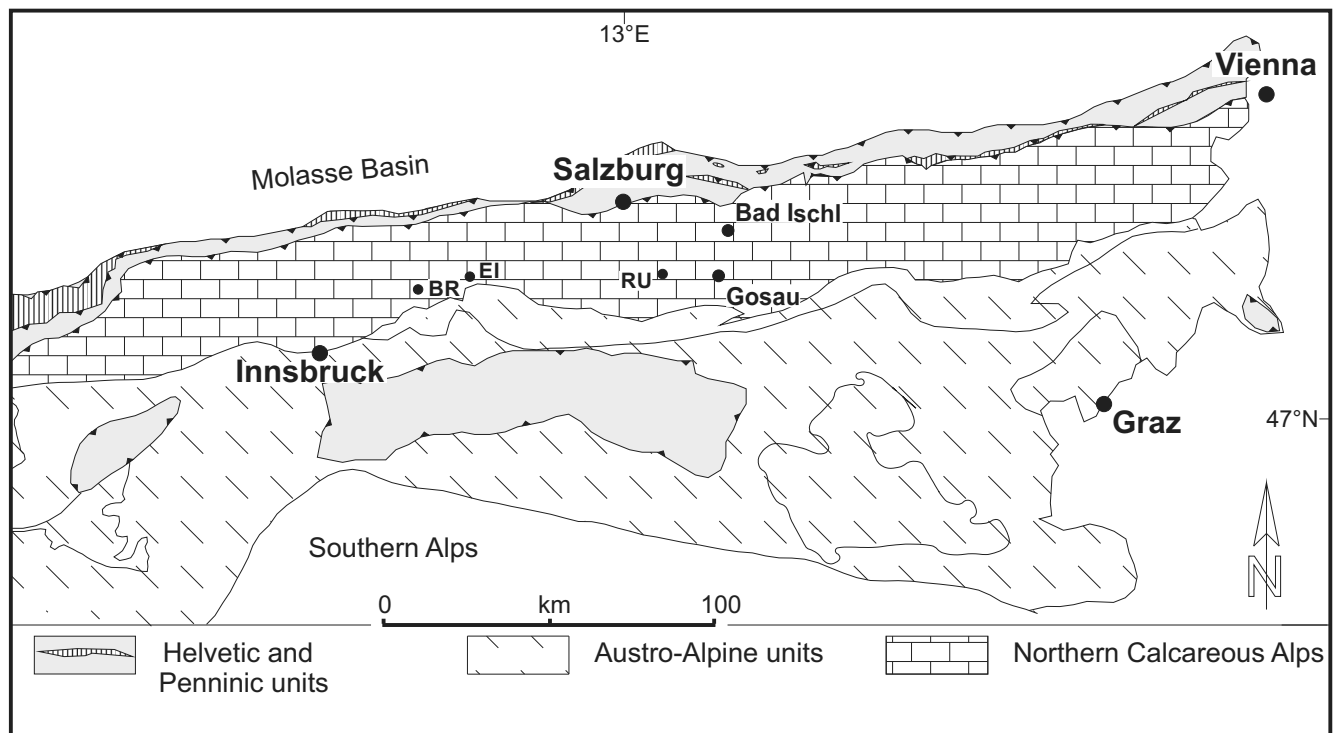 13°E
Vienna
Molasse Basin
Salzburg
Bad Ischl
EI
BR
RU
Gosau
Innsbruck
Graz
47°N
Southern Alps
N
0 km 100
Helvetic and
Penninic units
Austro-Alpine units
Northern Calcareous Alps